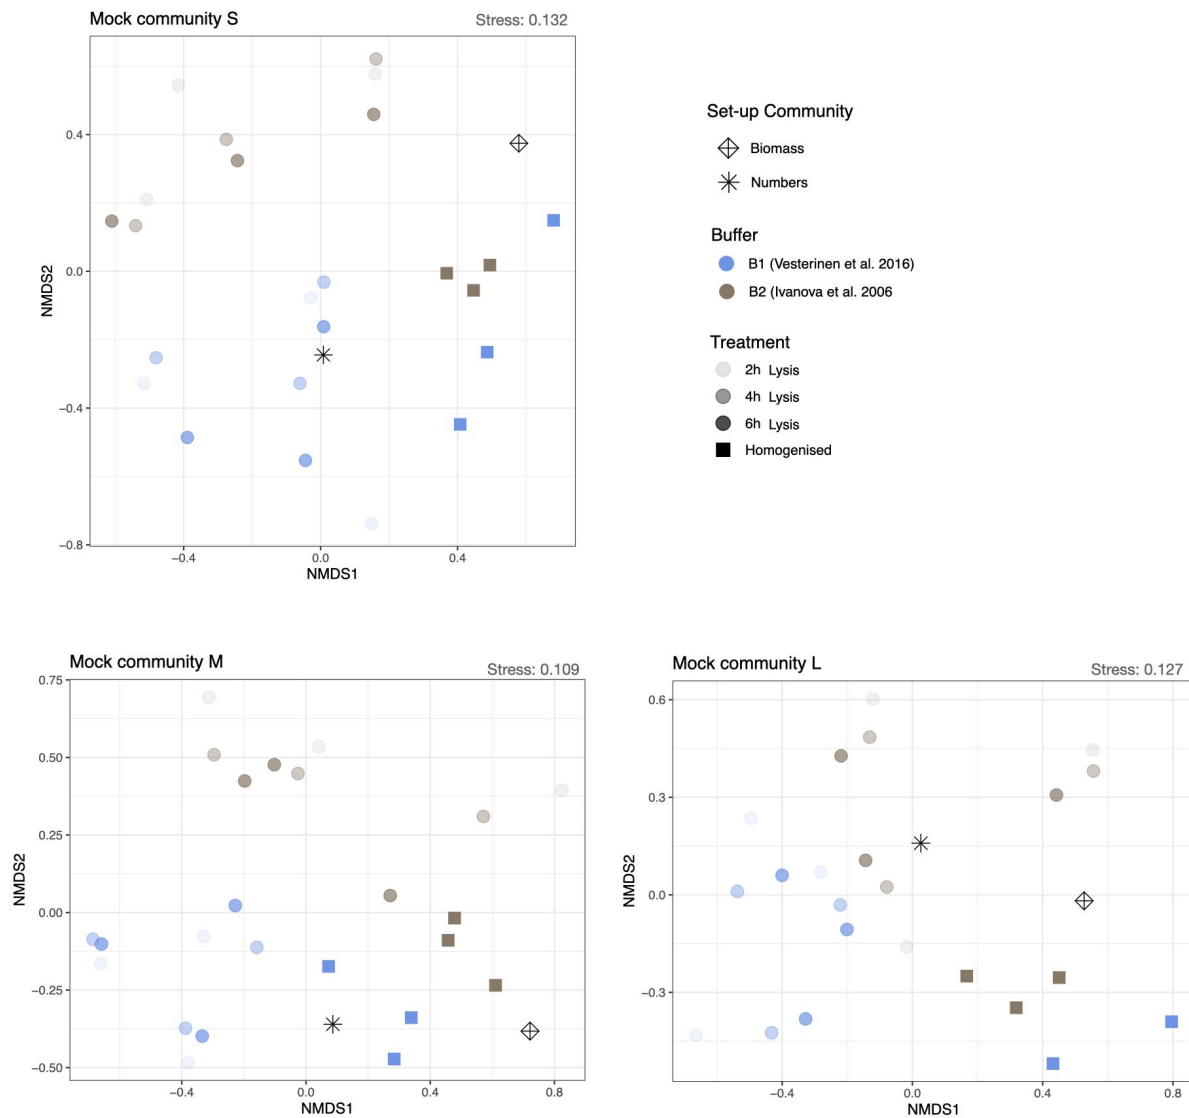 Mock community S
Stress: 0.132
0.4
0.0
−0.4
−0.8
NMDS2
−0.4
0.0
0.4
NMDS1
Set-up Community
Biomass
Numbers
Buffer
B1 (Vesterinen et al. 2016)
B2 (Ivanova et al. 2006
Treatment
2h Lysis
4h Lysis
6h Lysis
Homogenised
Mock community M
Stress: 0.109
0.75
0.50
0.25
0.00
−0.25
−0.50
NMDS2
−0.4
0.0
0.4
0.8
NMDS1
Mock community L
Stress: 0.127
0.6
0.3
0.0
−0.3
NMDS2
−0.4
0.0
0.4
0.8
NMDS1